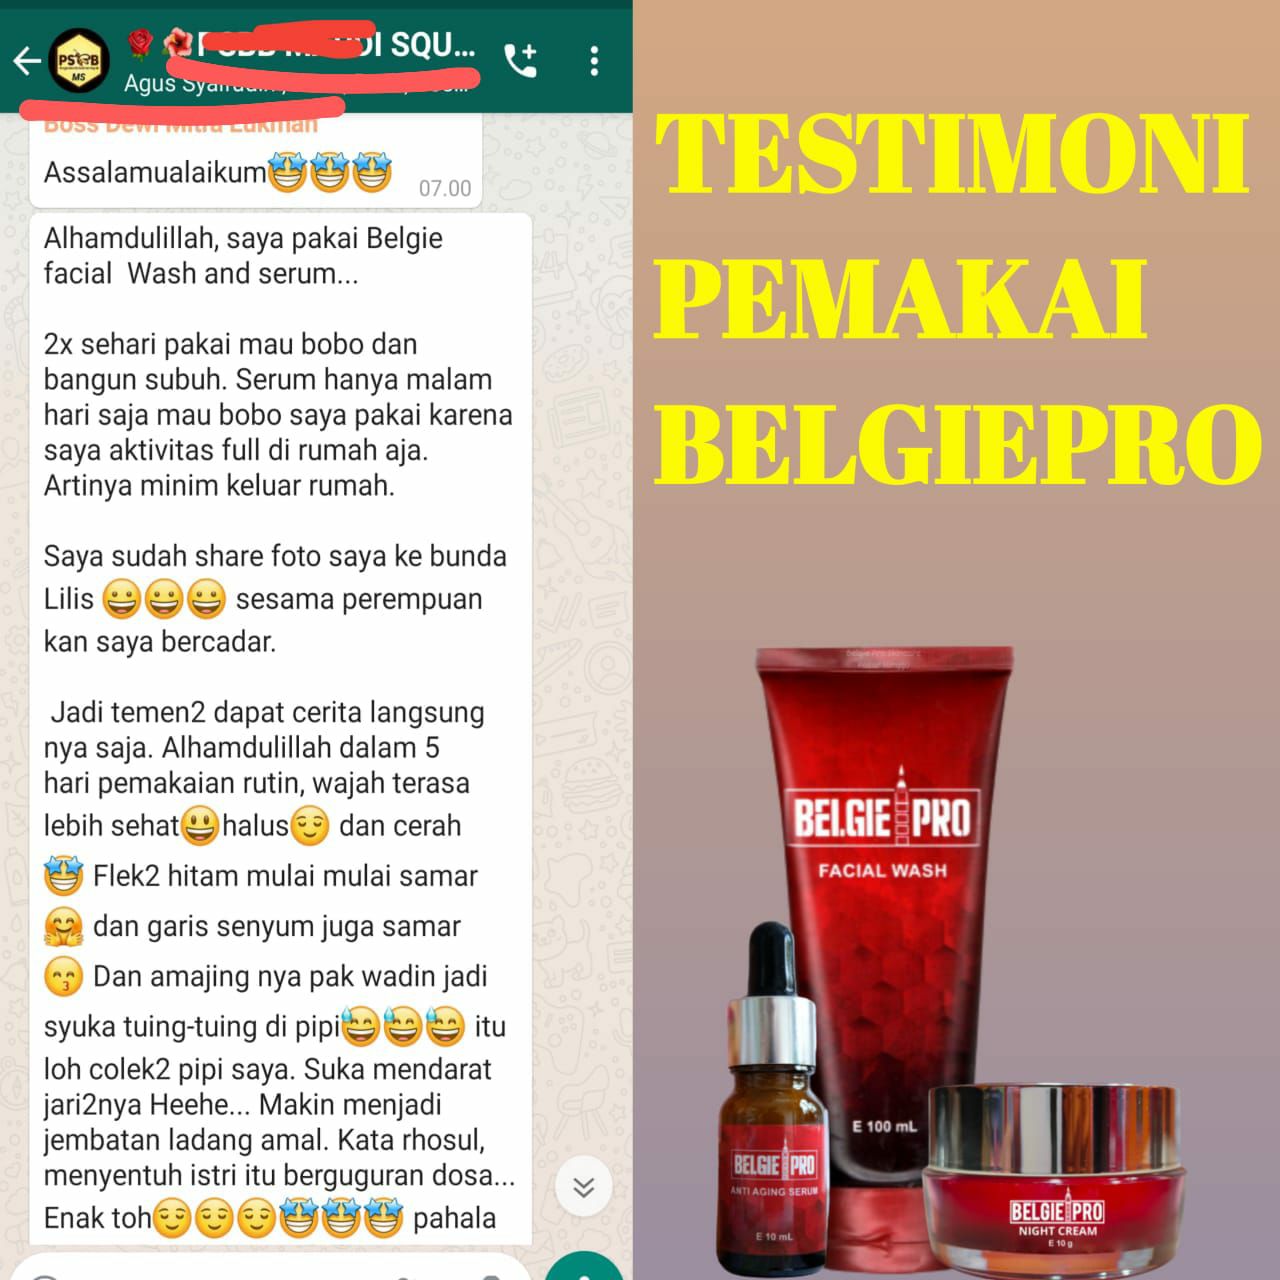 DI SQU...
Agus Syaifudin,
Boss Dewi Mitra Lukman
Assalamualaikum🤩🤩🤩
07.00
Alhamdulillah, saya pakai Belgie
facial Wash and serum...
2x sehari pakai mau bobo dan
bangun subuh. Serum hanya malam
hari saja mau bobo saya pakai karena
saya aktivitas full di rumah aja.
Artinya minim keluar rumah.
Saya sudah share foto saya ke bunda
Lilis 😀😀😀 sesama perempuan
kan saya bercadar.
Jadi temen2 dapat cerita langsung
nya saja. Alhamdulillah dalam 5
hari pemakaian rutin, wajah terasa
lebih sehat😃halus😌 dan cerah
🤩 Flek2 hitam mulai mulai samar
🤗 dan garis senyum juga samar
😙 Dan amajing nya pak wadin jadi
syuka tuing-tuing di pipi😅😅😅 itu
loh colek2 pipi saya. Suka mendarat
jari2nya Heehe... Makin menjadi
jembatan ladang amal. Kata rhosul,
menyentuh istri itu berguguran dosa...
Enak toh😌😌😌🤩🤩🤩 pahala
TESTIMONI
PEMAKAI
BELGIEPRO
BELGIE PRO
FACIAL WASH
E 100 mL
BELGIE PRO
ANTI AGING SERUM
E 10 mL
BELGIE PRO
NIGHT CREAM
E 10 g